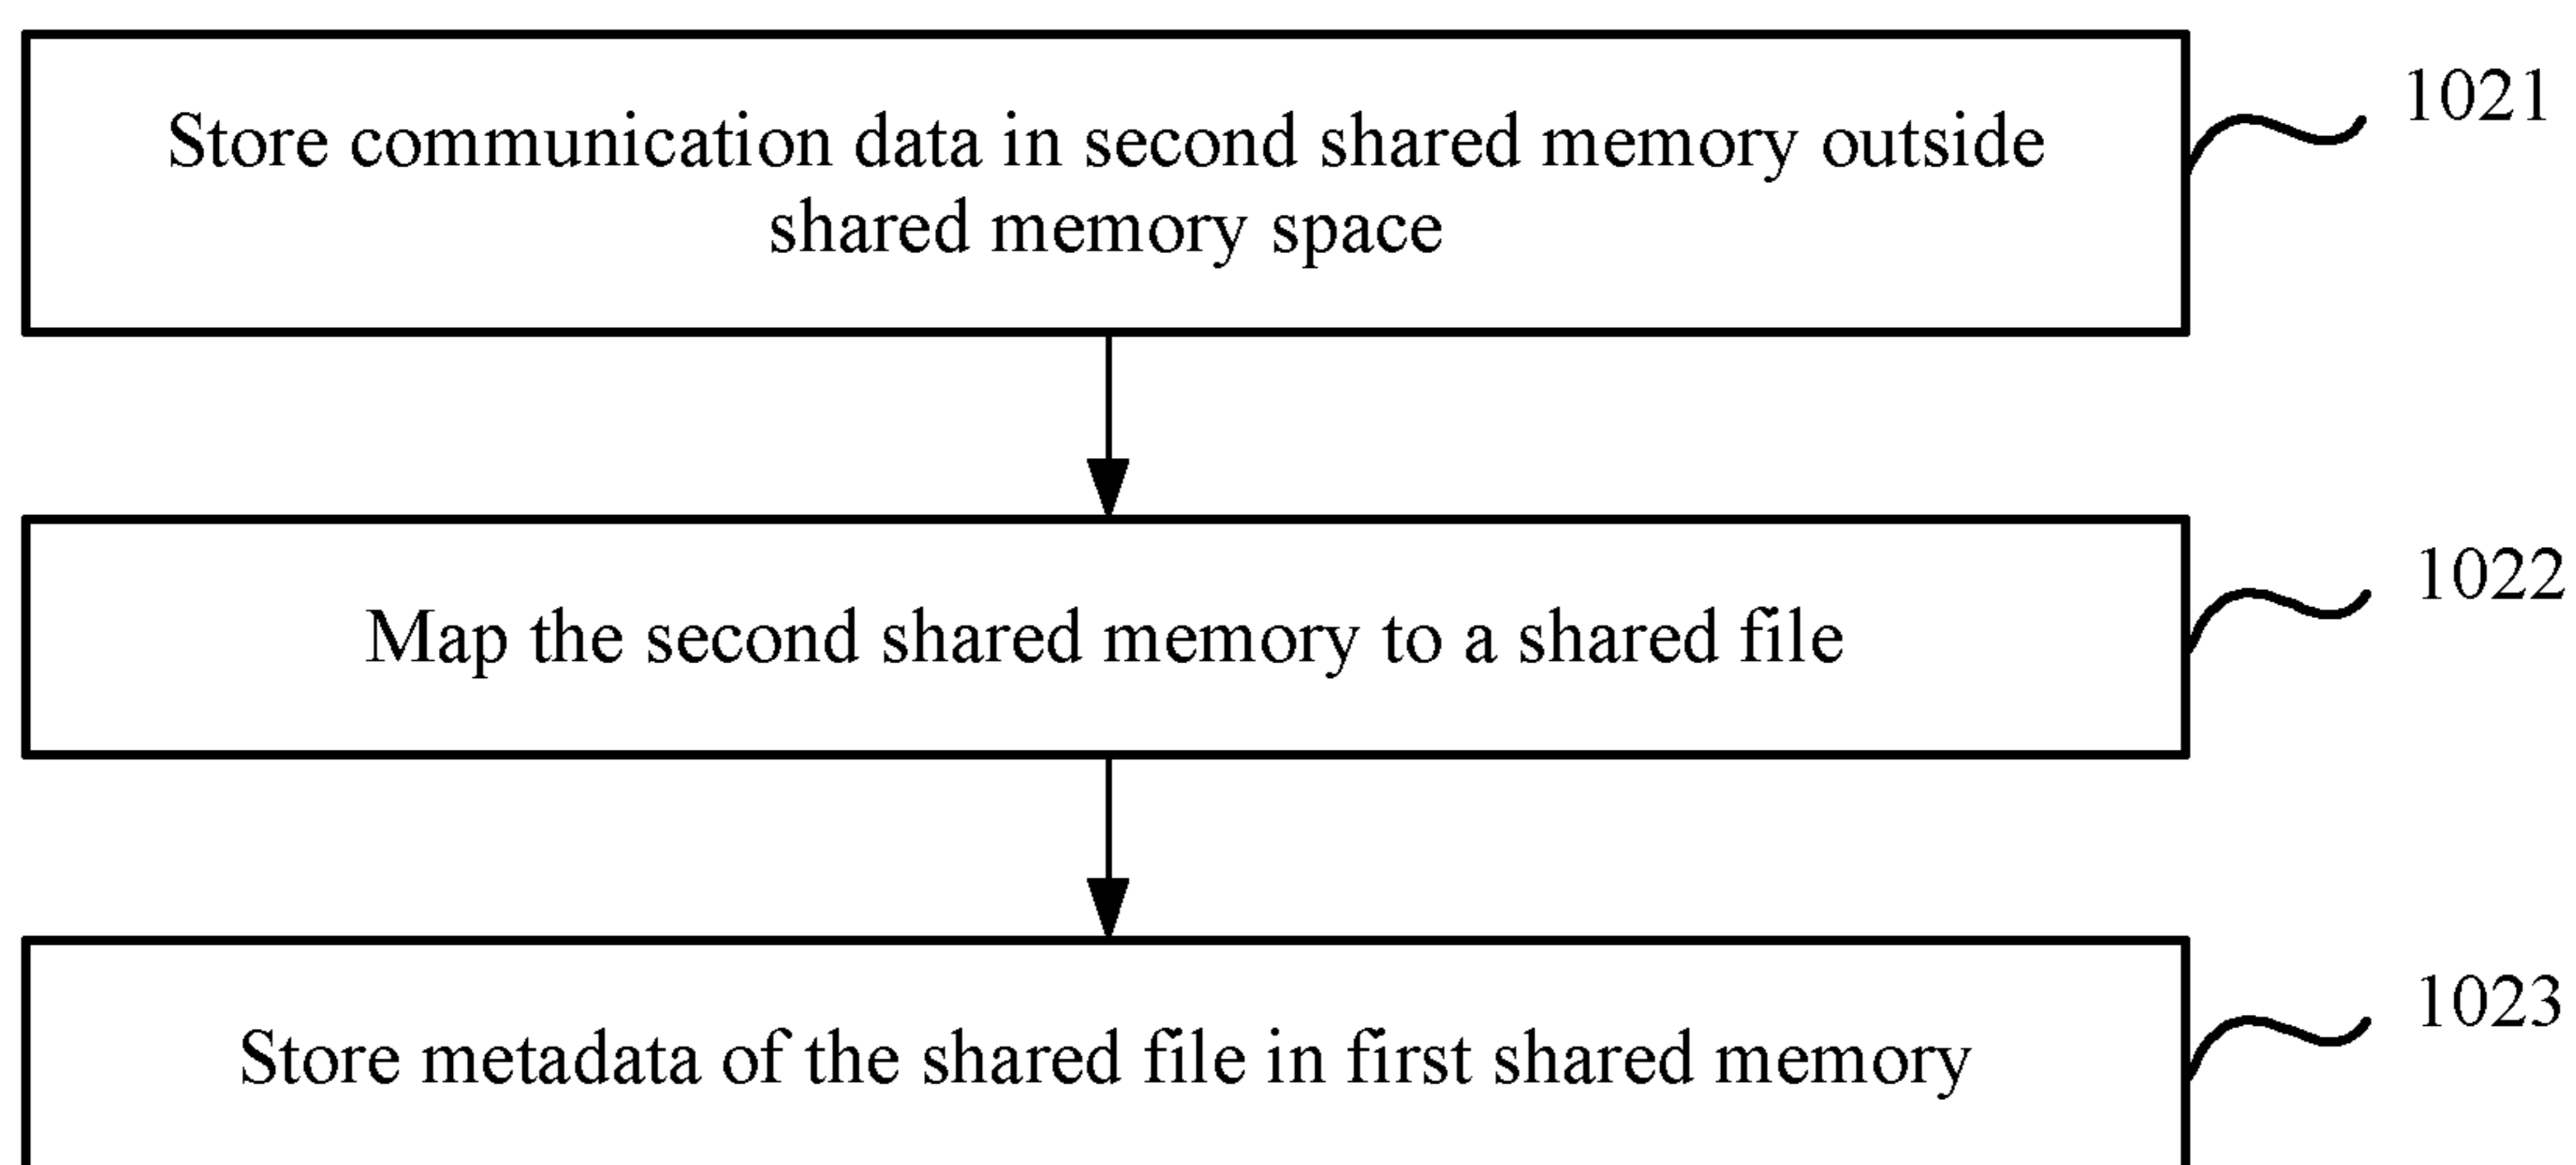 Store communication data in second shared memory outside
shared memory space
1021
Map the second shared memory to a shared file
1022
Store metadata of the shared file in first shared memory
1023